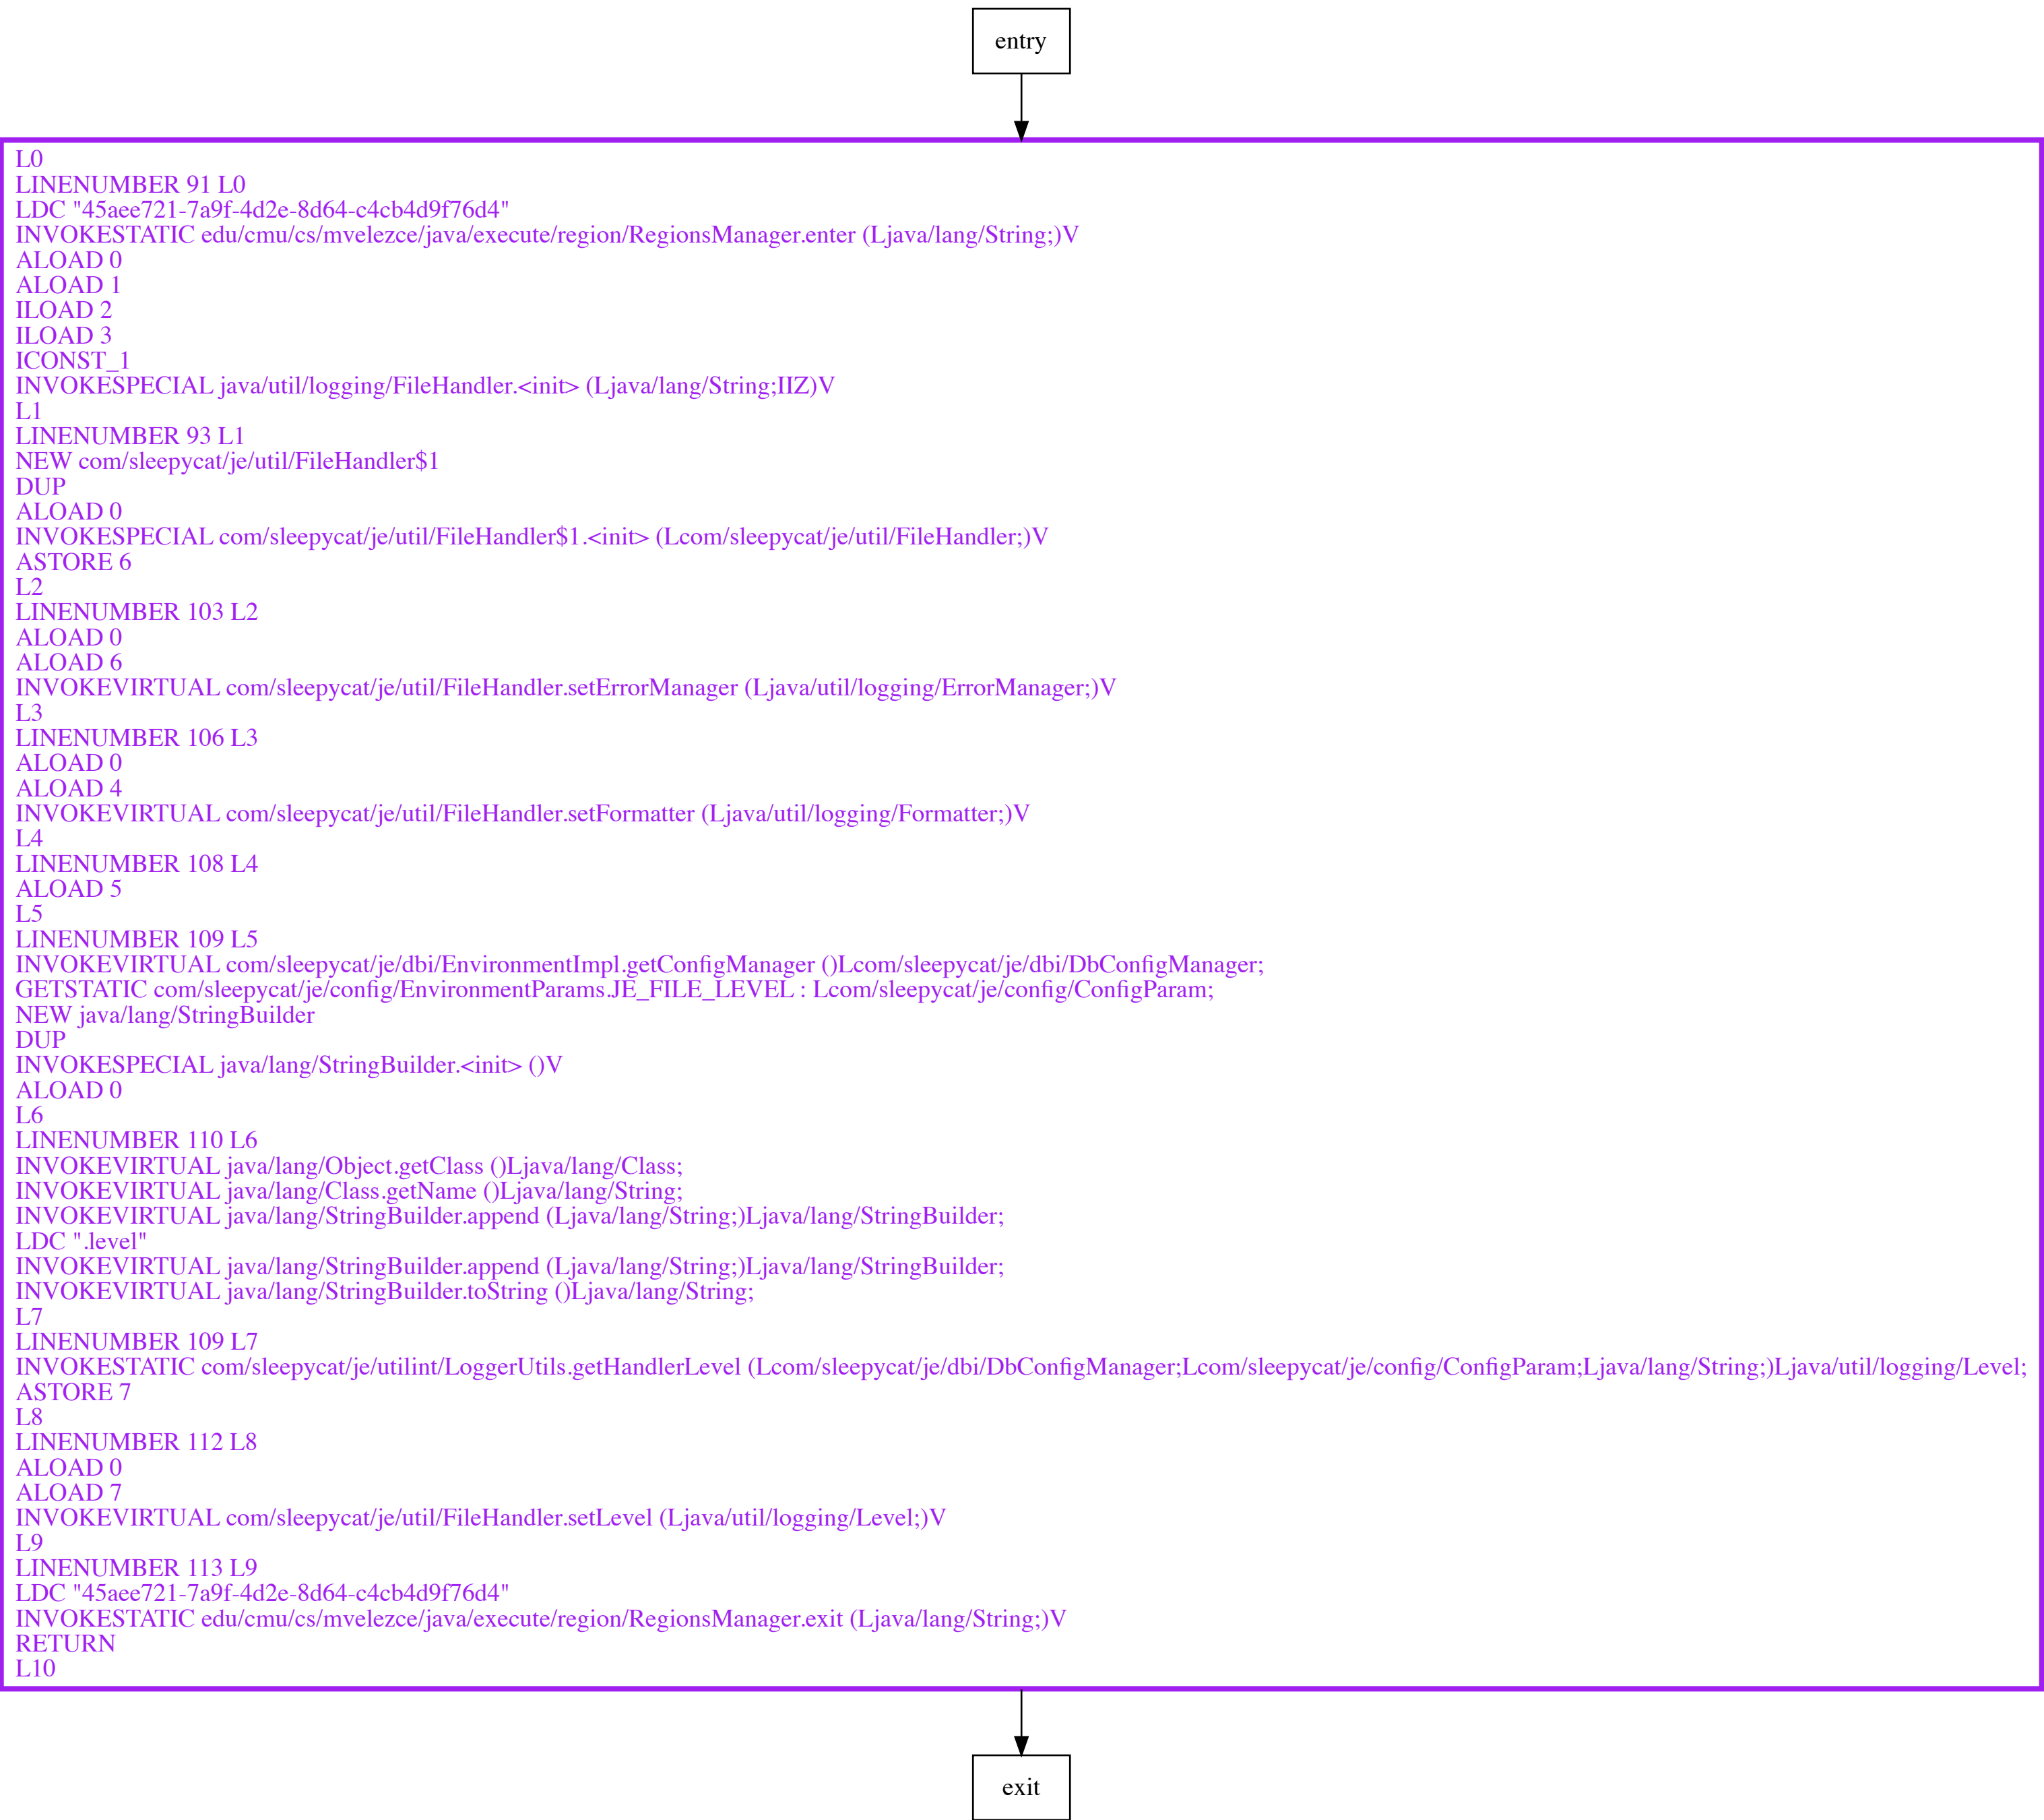 entry
L0
LINENUMBER 91 L0
LDC "45aee721-7a9f-4d2e-8d64-c4cb4d9f76d4"
INVOKESTATIC edu/cmu/cs/mvelezce/java/execute/region/RegionsManager.enter (Ljava/lang/String;)V
ALOAD 0
ALOAD 1
ILOAD 2
ILOAD 3
ICONST_1
INVOKESPECIAL java/util/logging/FileHandler.<init> (Ljava/lang/String;IIZ)V
L1
LINENUMBER 93 L1
NEW com/sleepycat/je/util/FileHandler$1
DUP
ALOAD 0
INVOKESPECIAL com/sleepycat/je/util/FileHandler$1.<init> (Lcom/sleepycat/je/util/FileHandler;)V
ASTORE 6
L2
LINENUMBER 103 L2
ALOAD 0
ALOAD 6
INVOKEVIRTUAL com/sleepycat/je/util/FileHandler.setErrorManager (Ljava/util/logging/ErrorManager;)V
L3
LINENUMBER 106 L3
ALOAD 0
ALOAD 4
INVOKEVIRTUAL com/sleepycat/je/util/FileHandler.setFormatter (Ljava/util/logging/Formatter;)V
L4
LINENUMBER 108 L4
ALOAD 5
L5
LINENUMBER 109 L5
INVOKEVIRTUAL com/sleepycat/je/dbi/EnvironmentImpl.getConfigManager ()Lcom/sleepycat/je/dbi/DbConfigManager;
GETSTATIC com/sleepycat/je/config/EnvironmentParams.JE_FILE_LEVEL : Lcom/sleepycat/je/config/ConfigParam;
NEW java/lang/StringBuilder
DUP
INVOKESPECIAL java/lang/StringBuilder.<init> ()V
ALOAD 0
L6
LINENUMBER 110 L6
INVOKEVIRTUAL java/lang/Object.getClass ()Ljava/lang/Class;
INVOKEVIRTUAL java/lang/Class.getName ()Ljava/lang/String;
INVOKEVIRTUAL java/lang/StringBuilder.append (Ljava/lang/String;)Ljava/lang/StringBuilder;
LDC ".level"
INVOKEVIRTUAL java/lang/StringBuilder.append (Ljava/lang/String;)Ljava/lang/StringBuilder;
INVOKEVIRTUAL java/lang/StringBuilder.toString ()Ljava/lang/String;
L7
LINENUMBER 109 L7
INVOKESTATIC com/sleepycat/je/utilint/LoggerUtils.getHandlerLevel (Lcom/sleepycat/je/dbi/DbConfigManager;Lcom/sleepycat/je/config/ConfigParam;Ljava/lang/String;)Ljava/util/logging/Level;
ASTORE 7
L8
LINENUMBER 112 L8
ALOAD 0
ALOAD 7
INVOKEVIRTUAL com/sleepycat/je/util/FileHandler.setLevel (Ljava/util/logging/Level;)V
L9
LINENUMBER 113 L9
LDC "45aee721-7a9f-4d2e-8d64-c4cb4d9f76d4"
INVOKESTATIC edu/cmu/cs/mvelezce/java/execute/region/RegionsManager.exit (Ljava/lang/String;)V
RETURN
L10
exit